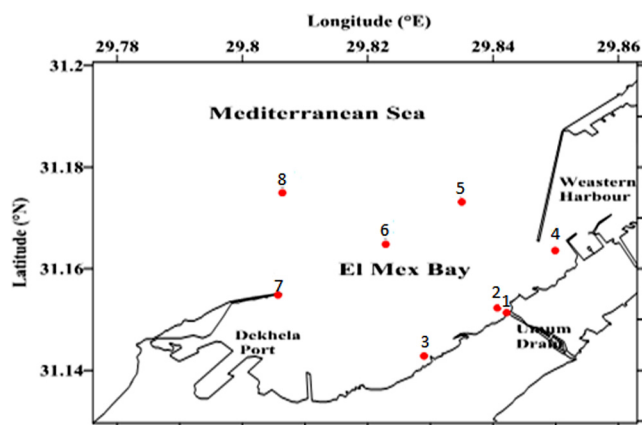 Longitude (°E)
29.78 29.8 29.82 29.84 29.86
31.2
Mediterranean Sea
31.18
8
5
Weastern
Harbour
Latitude (°N)
6
4
31.16
El Mex Bay
7
2
1
Umum
Drain
Dekhela
Port
3
31.14